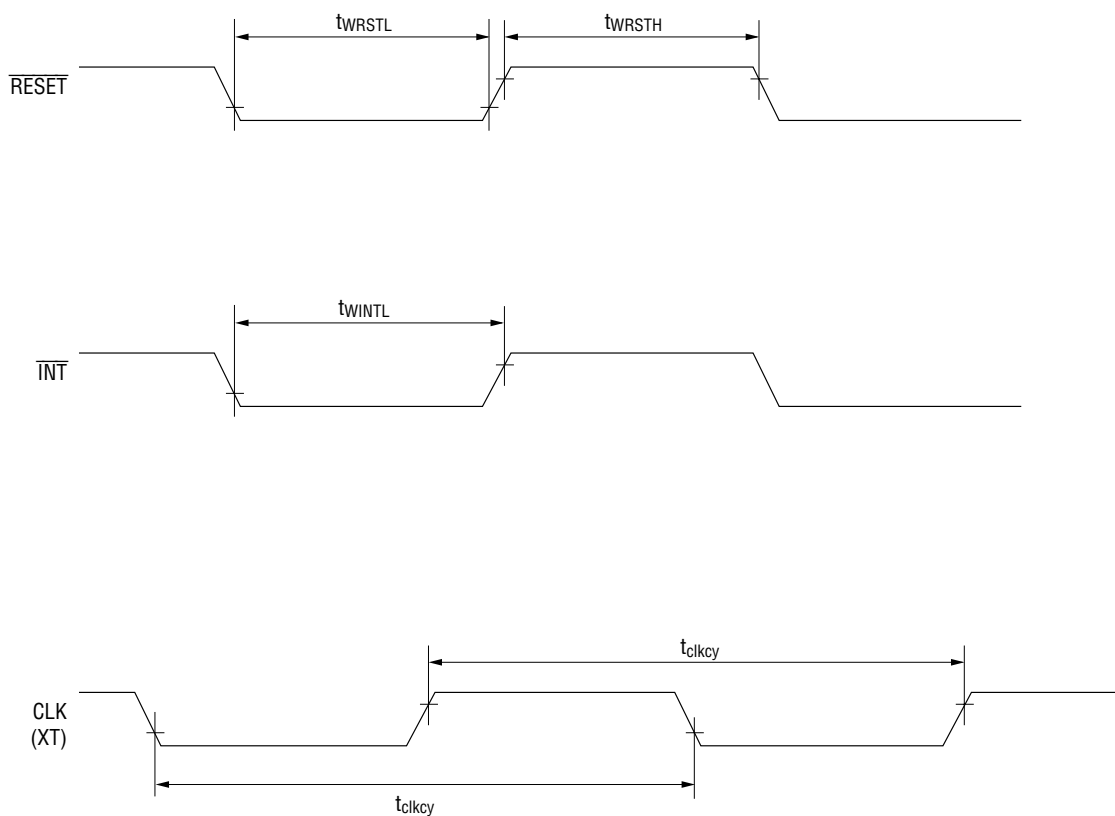 tWRSTL
tWRSTH
RESET
tWINTL
INT
tclkcy
CLK
(XT)
tclkcy